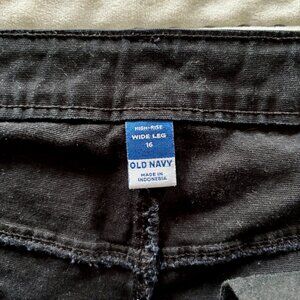 HIGH-RISE
WIDE LEG
16
OLD NAVY
MADE IN
INDONESIA